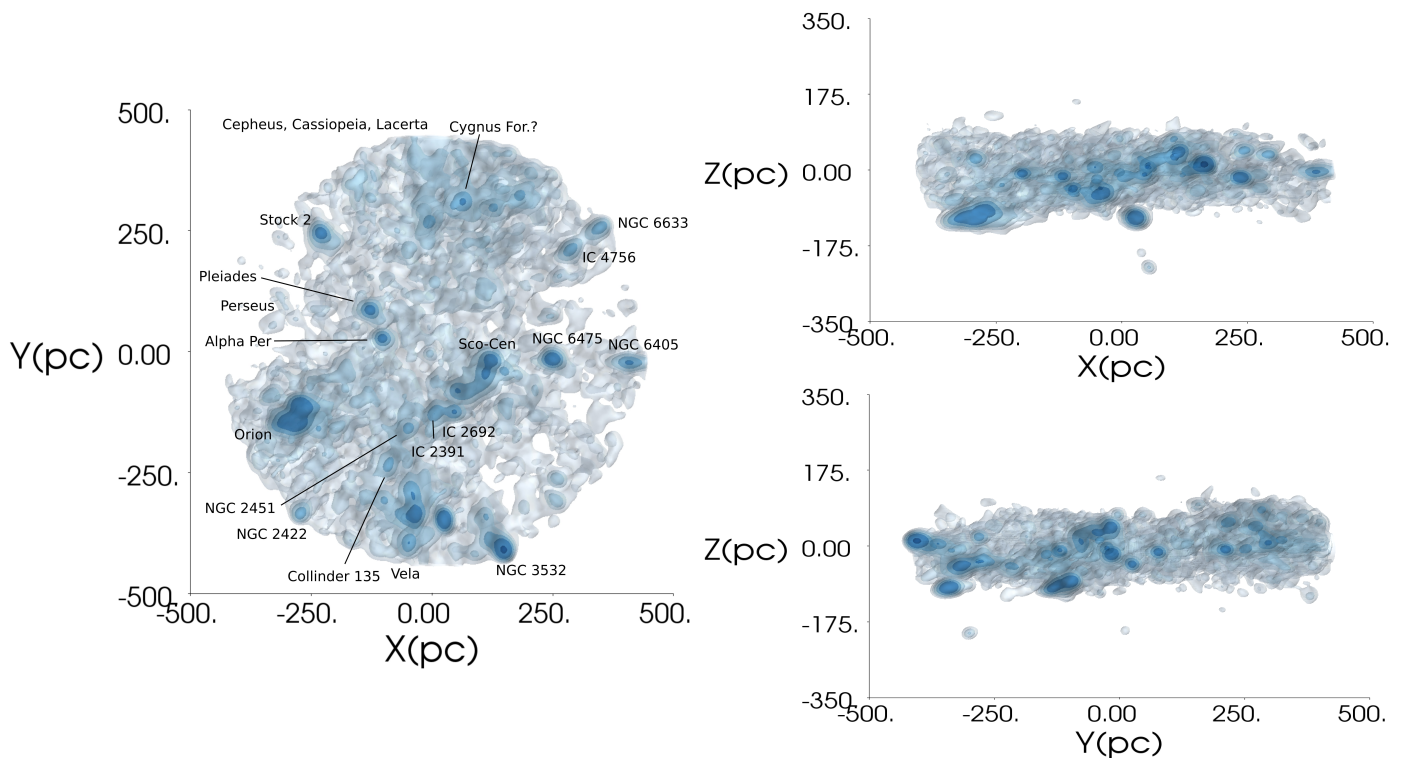 500.
250.
0.00
-250.
-500.
Y(pc)
-500.
-250.
0.00
250.
500.
X(pc)
Cepheus, Cassiopeia, Lacerta
Cygnus For.?
Stock 2
NGC 6633
IC 4756
Pleiades
Perseus
Alpha Per
Sco-Cen
NGC 6475
NGC 6405
Orion
IC 2692
IC 2391
NGC 2451
NGC 2422
Collinder 135
Vela
NGC 3532
350.
175.
Z(pc)
0.00
-175.
-350.
-500.
-250.
0.00
250.
500.
X(pc)
350.
175.
Z(pc)
0.00
-175.
-350.
-500.
-250.
0.00
250.
500.
Y(pc)